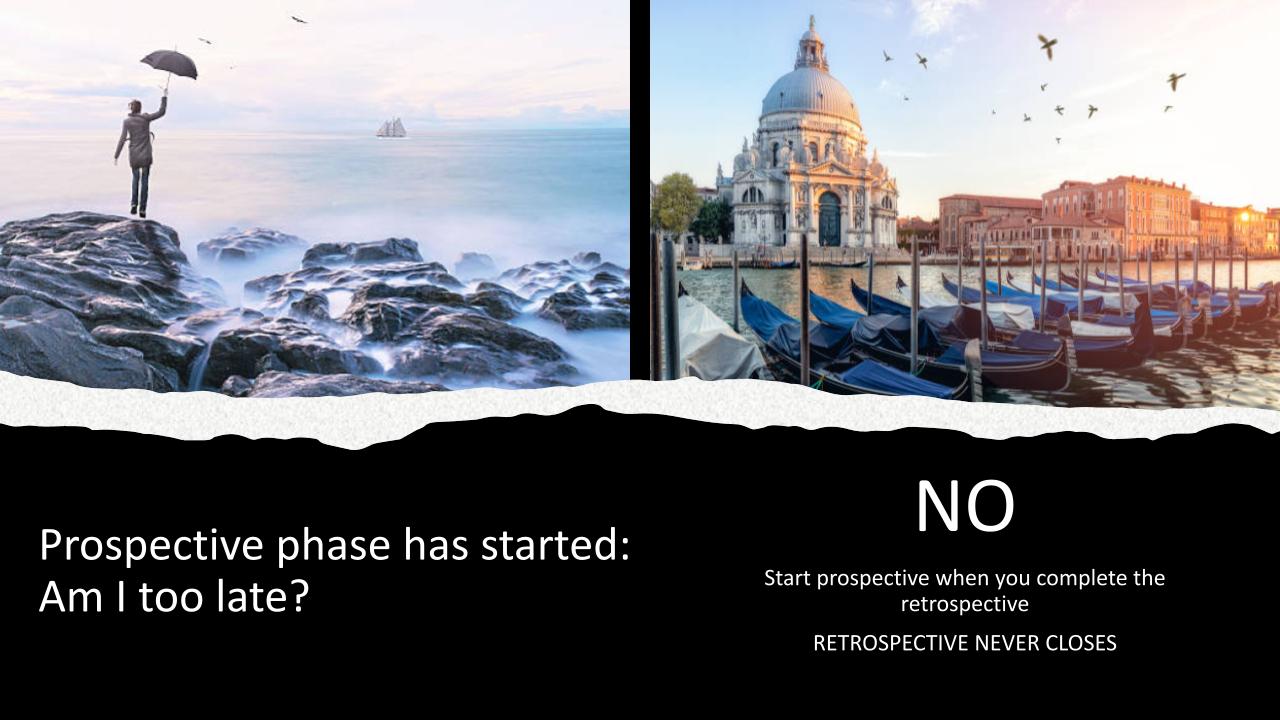 Prospective phase has started:
Am I too late?
NO
Start prospective when you complete the
retrospective
RETROSPECTIVE NEVER CLOSES